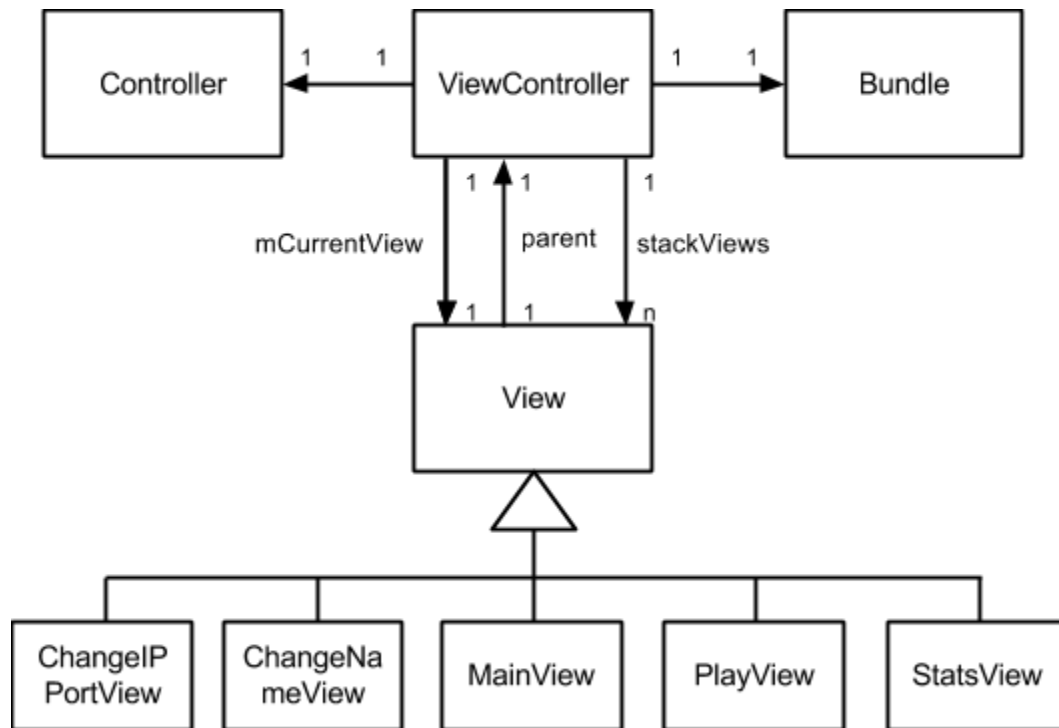 1 1 1 1
Controller ViewController Bundle
1 1 1
mCurrentView parent stackViews
1 1 n
View
ChangeIP
PortView
ChangeNa
meView
MainView
PlayView
StatsView